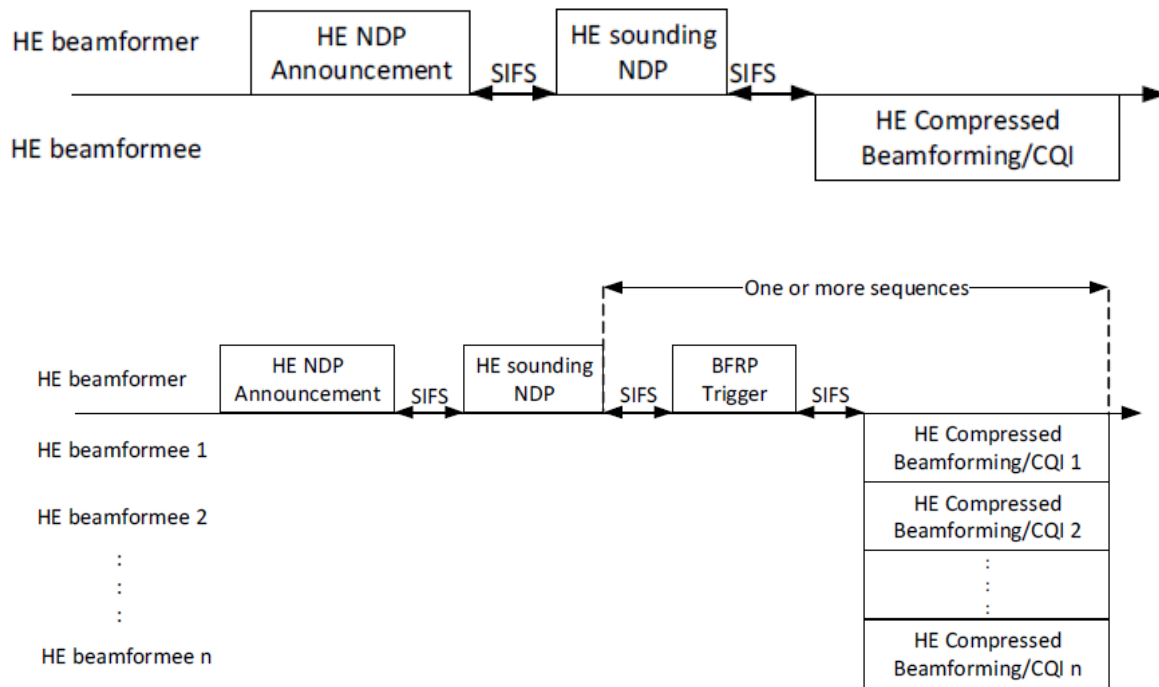 HE beamformer
HE NDP
Announcement
SIFS
HE sounding
NDP
SIFS
HE beamformee
HE Compressed
Beamforming/CQI
One or more sequences
HE beamformer
HE NDP
Announcement
SIFS
HE sounding
NDP
SIFS
BFRP
Trigger
SIFS
HE beamformee 1
HE Compressed
Beamforming/CQI 1
HE beamformee 2
HE Compressed
Beamforming/CQI 2
:
:
:
:
:
:
HE beamformee n
HE Compressed
Beamforming/CQI n